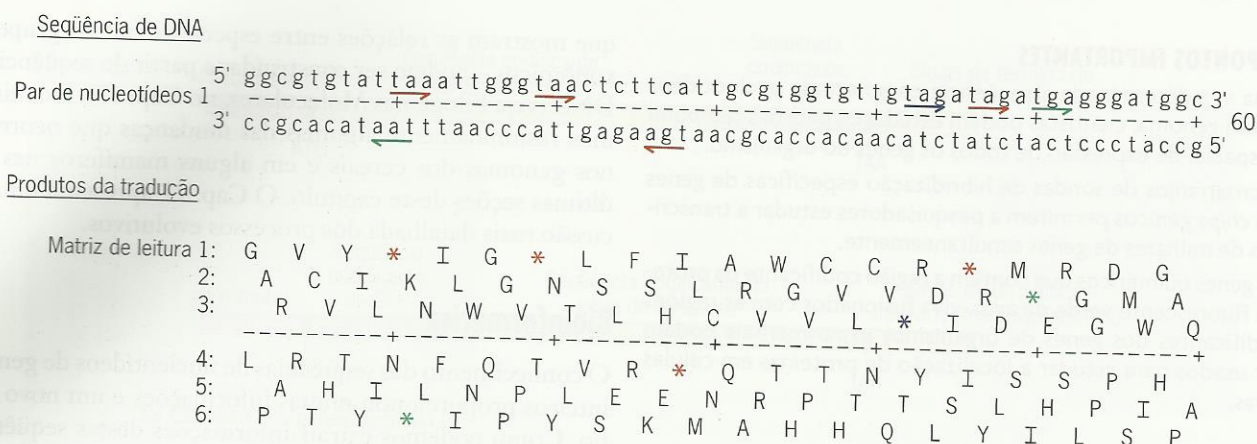 Seqüência de DNA
5' ggcgtgtattaaattgggtaactcttcattgcgtggtgttgtagatagatgagggatggc 3'
Par de nucleotídeos 1 ---------+---------+---------+---------+---------+---------+ 60
3' ccgcacataatttaacccattgagaagtaacgcaccacaacatctatctactccctaccg 5'
Produtos da tradução
Matriz de leitura 1: G V Y * I G * L F I A W C C R * M R D G
2: A C I K L G N S S L R G V V D R * G M A
3: R V L N W V T L H C V V L * I D E G W Q
---------+---------+---------+---------+---------+---------+
4: L R T N F Q T V R * Q T T N Y I S S P H
5: A H I L N P L E E N R P T T S L H P I A
6: P T Y * I P Y S K M A H H Q L Y I L S P